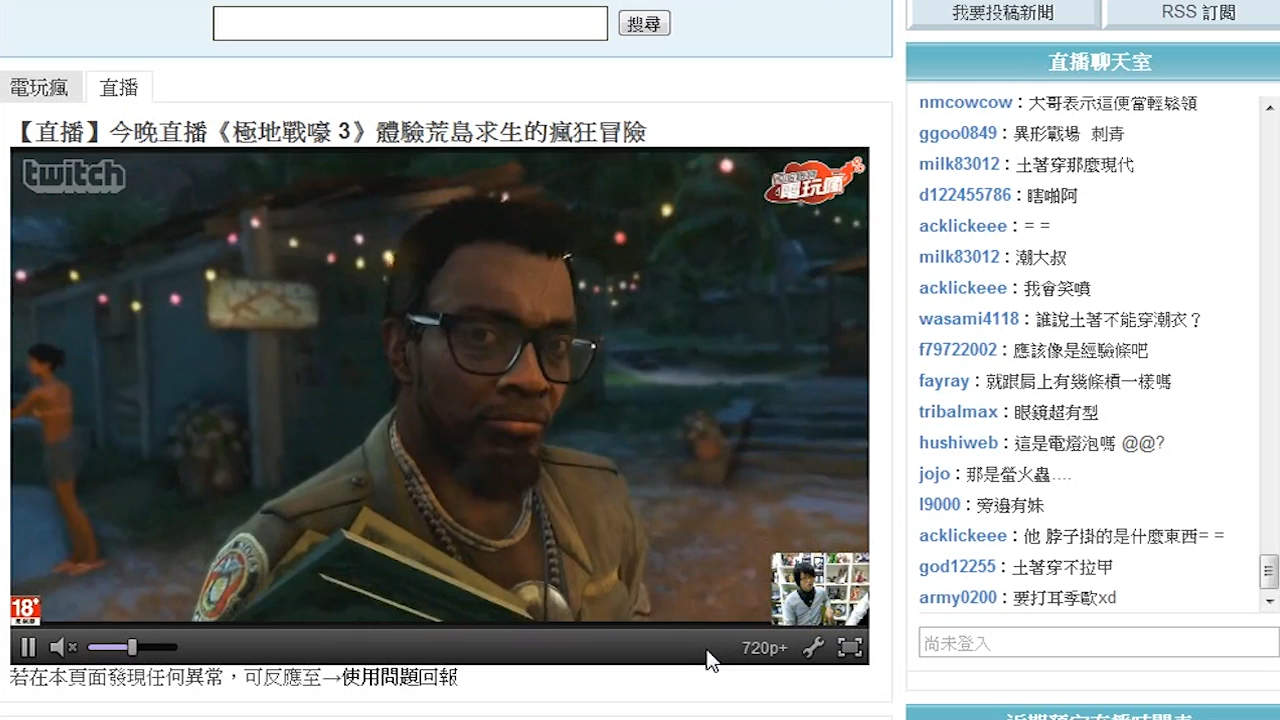 搜尋
我要投稿新聞
RSS 訂閱
電玩瘋
直播
【直播】今晚直播《極地戰嚎 3 》體驗荒島求生的瘋狂冒險
twitch
電玩瘋
18+
720p+
若在本頁面發現任何異常，可反應至→使用問題回報
直播聊天室
nmcowcow：大哥表示這便當輕鬆領
ggoo0849：異形戰場 刺青
milk83012：土著穿那麼現代
d122455786：瞎啪阿
acklickeee：= =
milk83012：潮大叔
acklickeee：我會笑噴
wasami4118：誰說土著不能穿潮衣？
f79722002：應該像是經驗條吧
fayray：就跟肩上有幾條槓一樣嗎
tribalmax：眼鏡超有型
hushiweb：這是電燈泡嗎 @@?
jojo：那是螢火蟲....
l9000：旁邊有妹
acklickeee：他 脖子掛的是什麼東西= =
god12255：土著穿不拉甲
army0200：要打耳季歐xd
尚未登入